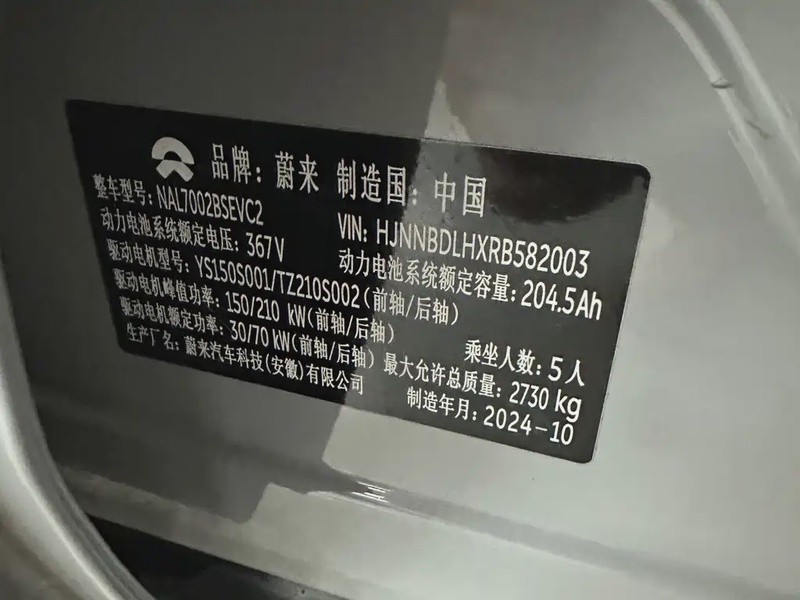 品牌：蔚来 制造国：中国
整车型号：NAL7002BSEVC2 VIN: HJNNBDLHXRB582003
动力电池系统额定电压：367V 动力电池系统额定容量：204.5Ah
驱动电机型号：YS150S001/TZ210S002(前轴/后轴)
驱动电机峰值功率：150/210 kW(前轴/后轴) 乘坐人数：5人
驱动电机额定功率：30/70kW(前轴/后轴) 最大允许总质量：2730 kg
生产厂名：蔚来汽车科技(安徽)有限公司 制造年月：2024-10